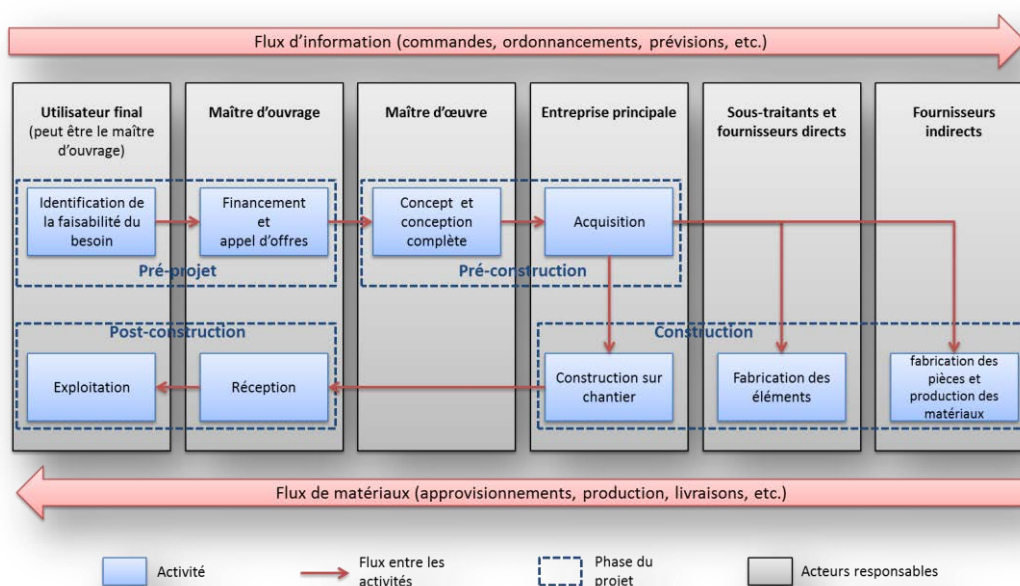 Flux d'information (commandes, ordonnancements, prévisions, etc.)
Utilisateur final
(peut être le maître
d'ouvrage)
Maître d'ouvrage
Maître d'œuvre
Entreprise principale
Sous-traitants et
fournisseurs directs
Fournisseurs
indirects
Identification de
la faisabilité du
besoin
Financement
et
appel d'offres
Concept et
conception
complète
Acquisition
Pré-projet
Pré-construction
Post-construction
Construction
Exploitation
Réception
Construction sur
chantier
Fabrication des
éléments
fabrication des
pièces et
production des
matériaux
Flux de matériaux (approvisionnements, production, livraisons, etc.)
Activité
Flux entre les
activités
Phase du
projet
Acteurs responsables